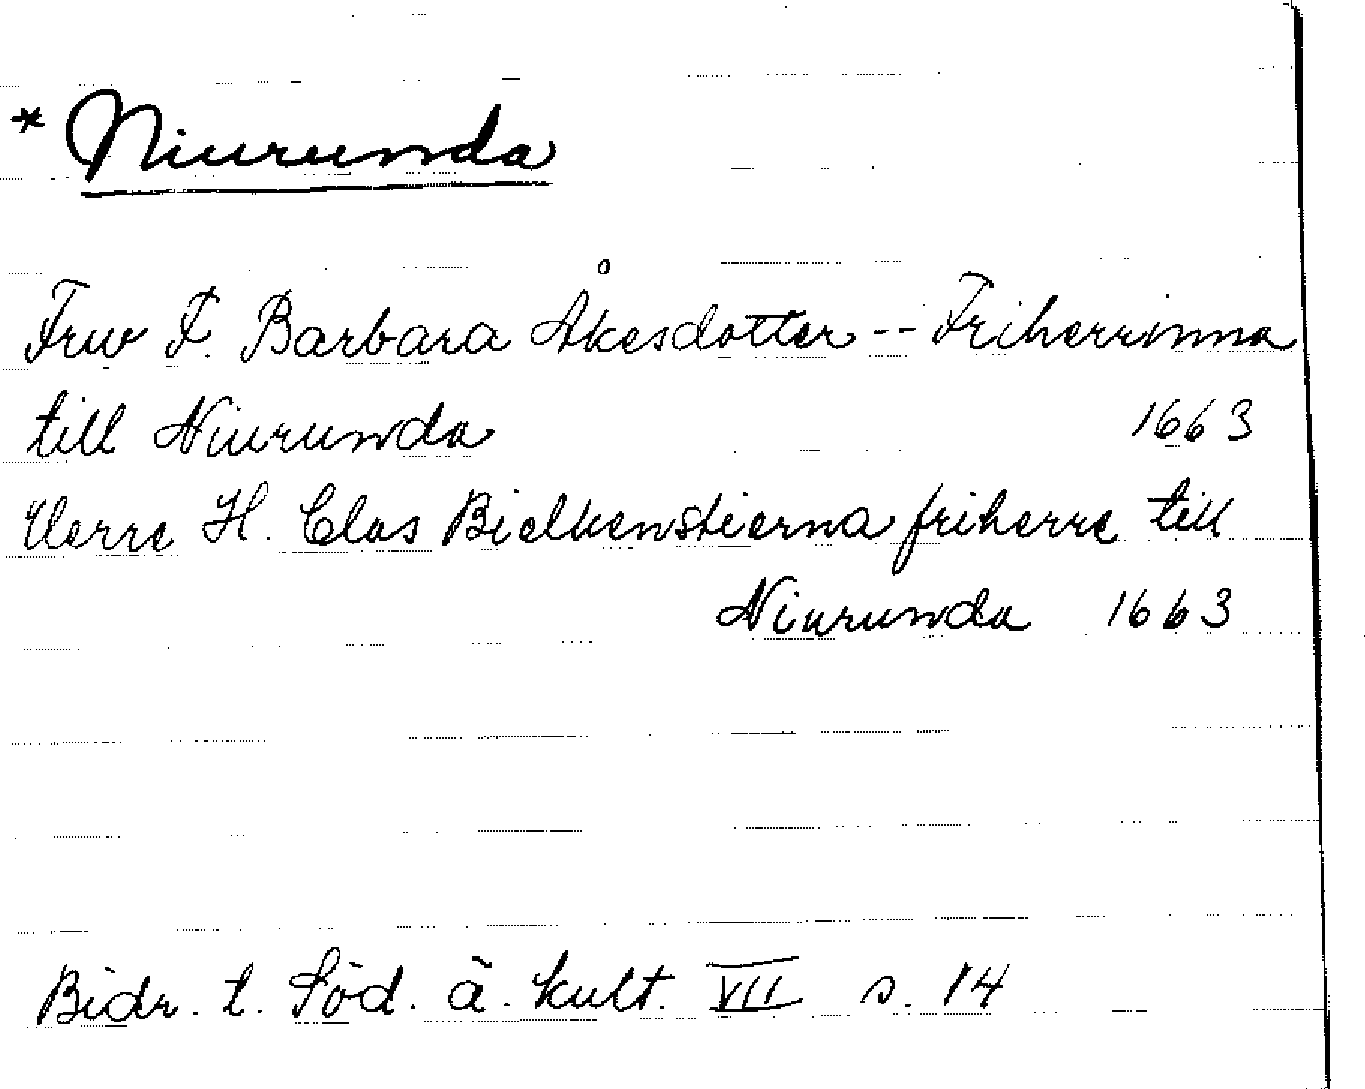 * Niurunda
Frw F. Barbara Åkesdotter -- Friherrinna
till Niurunda 1663
Herre H. Clas Bielkenstierna friherre till
Niurunda 1663
Bidr. t. Söd. ä. kult. VII s. 14